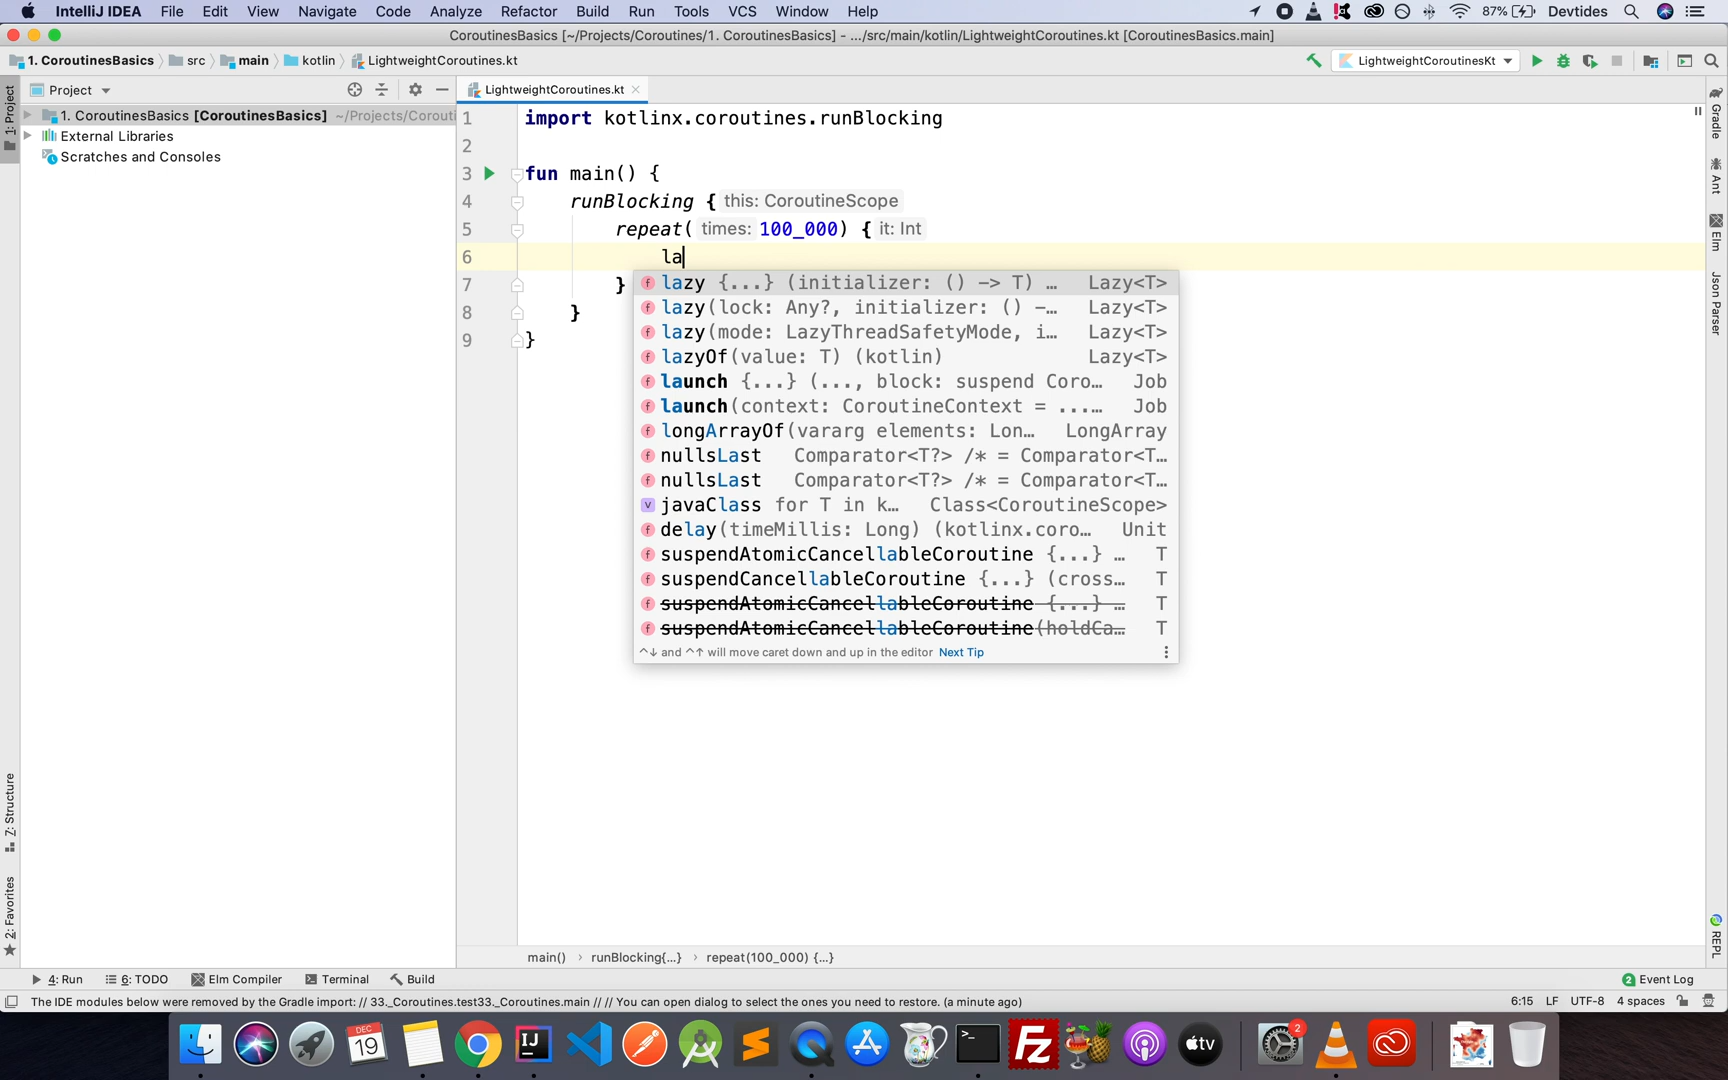 IntelliJ IDEA File Edit View Navigate Code Analyze Refactor Build Run Tools VCS Window Help 87% Devtides
CoroutinesBasics [~/Projects/Coroutines/1. CoroutinesBasics] - .../src/main/kotlin/LightweightCoroutines.kt [CoroutinesBasics.main]
1. CoroutinesBasics src main kotlin LightweightCoroutines.kt LightweightCoroutinesKt
Project LightweightCoroutines.kt
1. CoroutinesBasics [CoroutinesBasics] ~/Projects/Corouti
External Libraries
Scratches and Consoles
1: Project
Z: Structure
2: Favorites
1 import kotlinx.coroutines.runBlocking
2
3 fun main() {
4 runBlocking { this: CoroutineScope
5 repeat( times: 100_000) { it: Int
6 la
7 }
8 }
9 }
lazy {...} (initializer: () -> T) … Lazy<T>
lazy(lock: Any?, initializer: () -… Lazy<T>
lazy(mode: LazyThreadSafetyMode, i… Lazy<T>
lazyOf(value: T) (kotlin) Lazy<T>
launch {...} (..., block: suspend Coro… Job
launch(context: CoroutineContext = ...… Job
longArrayOf(vararg elements: Lon… LongArray
nullsLast Comparator<T?> /* = Comparator<T…
nullsLast Comparator<T?> /* = Comparator<T…
javaClass for T in k… Class<CoroutineScope>
delay(timeMillis: Long) (kotlinx.coro… Unit
suspendAtomicCancellableCoroutine {...} … T
suspendCancellableCoroutine {...} (cross… T
suspendAtomicCancellableCoroutine {...} … T
suspendAtomicCancellableCoroutine(holdCa… T
^↓ and ^↑ will move caret down and up in the editor Next Tip
Gradle
Ant
Elm
Json Parser
REPL
main() › runBlocking{...} › repeat(100_000) {...}
4: Run 6: TODO Elm Compiler Terminal Build 2 Event Log
The IDE modules below were removed by the Gradle import: // 33._Coroutines.test33._Coroutines.main // // You can open dialog to select the ones you need to restore. (a minute ago) 6:15 LF UTF-8 4 spaces
DEC
19
IJ
>_
Fz
tv
2